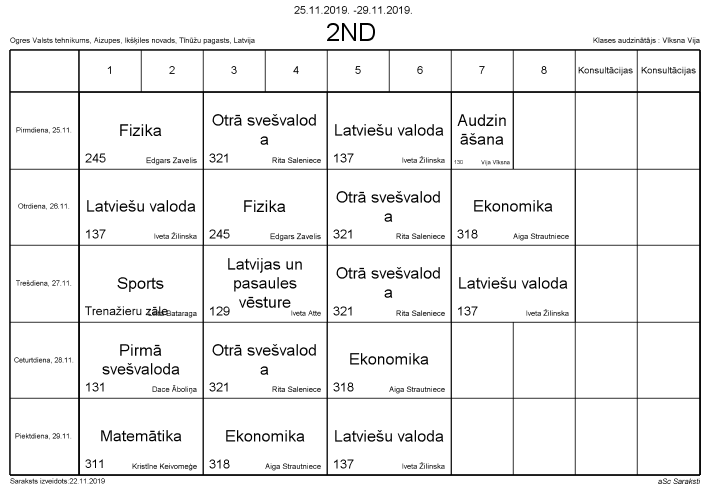 25.11.2019. -29.11.2019.
2ND
Ogres Valsts tehnikums, Aizupes, Ikšķiles novads, Tīnūžu pagasts, Latvija
Klases audzinātājs : Vīksna Vija
1 2 3 4 5 6 7 8 Konsultācijas Konsultācijas
Pirmdiena, 25.11.
Fizika
245 Edgars Zavelis
Otrā svešvalod
a
321 Rita Saleniece
Latviešu valoda
137 Iveta Žilinska
Audzin
āšana
130 Vija Vīksna
Otrdiena, 26.11.
Latviešu valoda
137 Iveta Žilinska
Fizika
245 Edgars Zavelis
Otrā svešvalod
a
321 Rita Saleniece
Ekonomika
318 Aiga Strautniece
Trešdiena, 27.11.
Sports
Trenažieru zāle Bataraga
Latvijas un
pasaules
vēsture
129 Iveta Atte
Otrā svešvalod
a
321 Rita Saleniece
Latviešu valoda
137 Iveta Žilinska
Ceturtdiena, 28.11.
Pirmā
svešvaloda
131 Dace Āboliņa
Otrā svešvalod
a
321 Rita Saleniece
Ekonomika
318 Aiga Strautniece
Piektdiena, 29.11.
Matemātika
311 Kristīne Keivomeģe
Ekonomika
318 Aiga Strautniece
Latviešu valoda
137 Iveta Žilinska
Saraksts izveidots:22.11.2019
aSc Saraksti